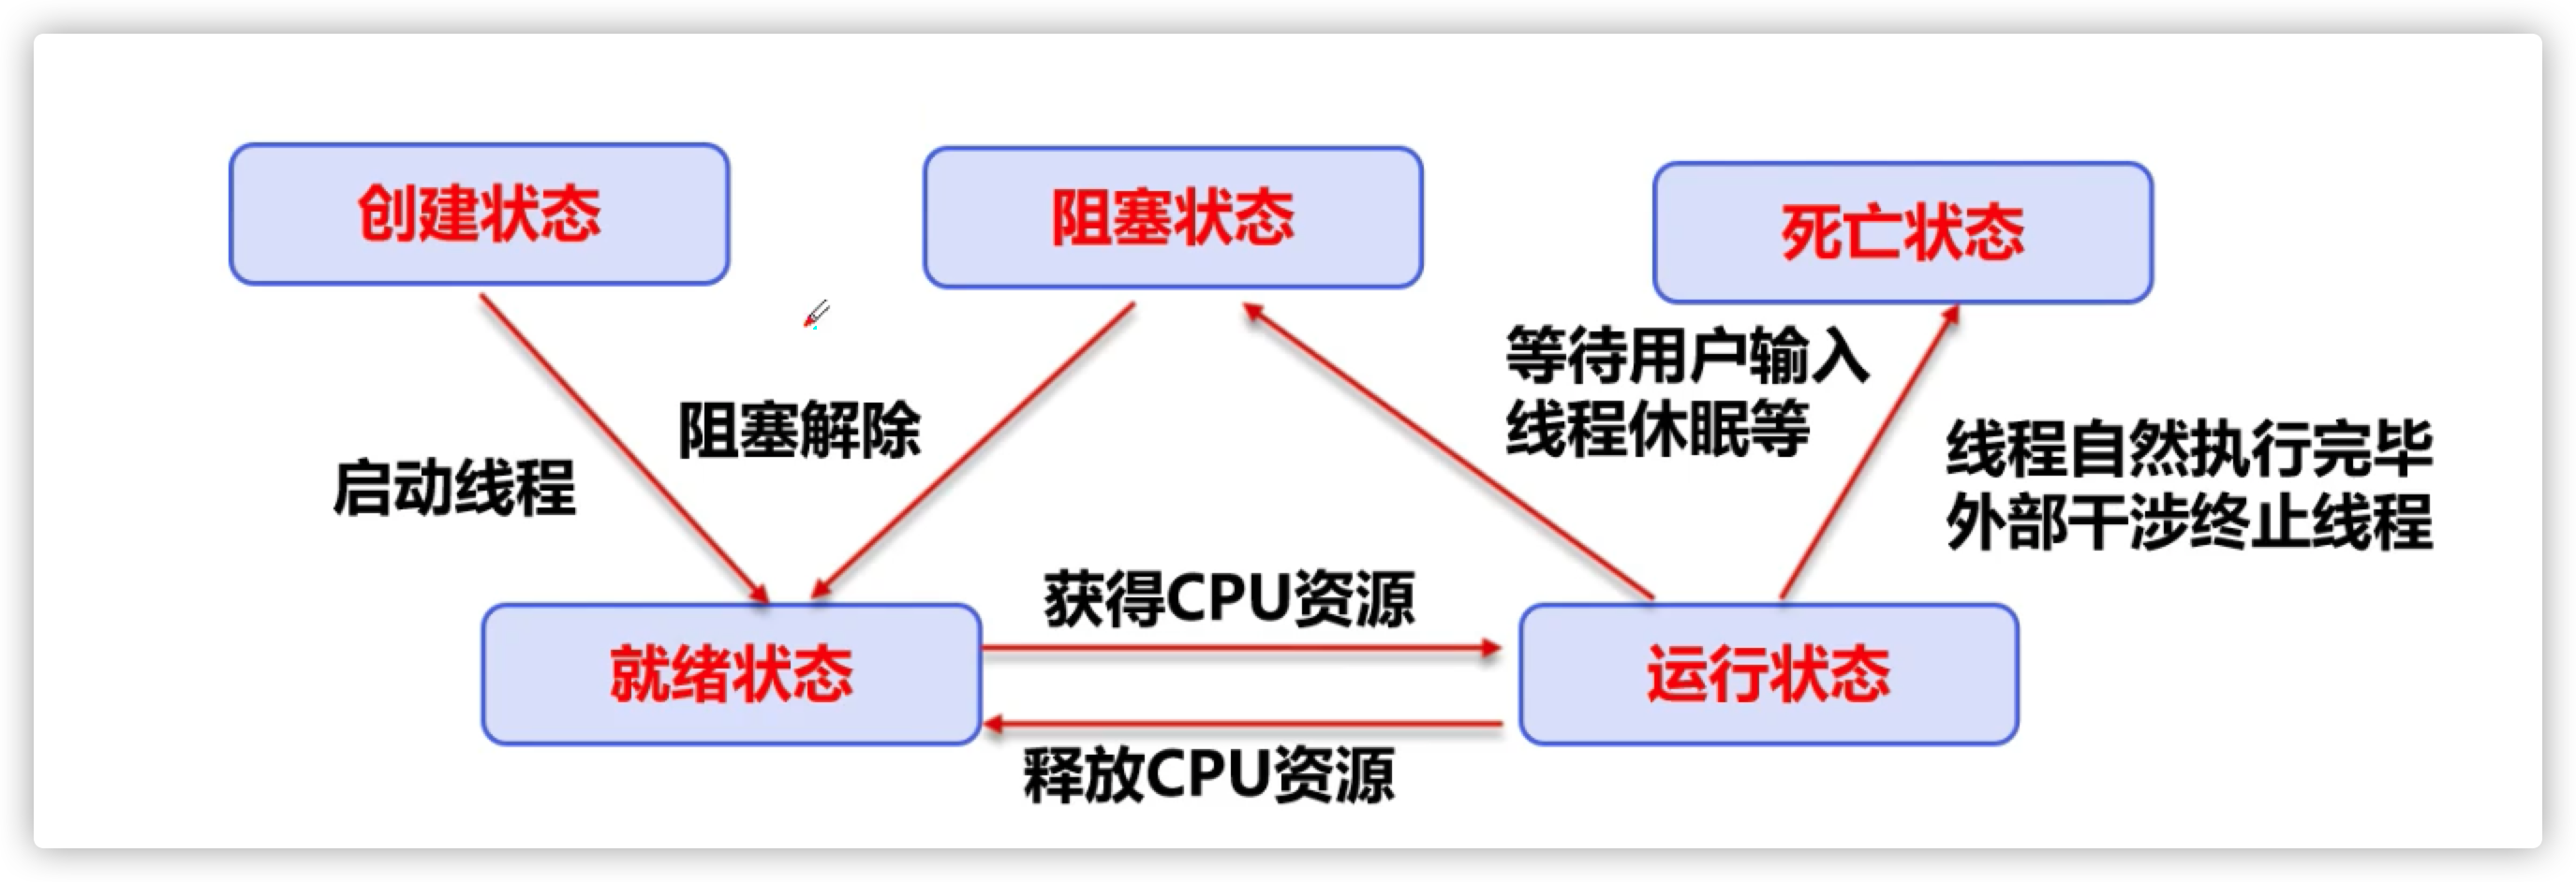 创建状态
阻塞状态
死亡状态
等待用户输入
线程休眠等
阻塞解除
启动线程
线程自然执行完毕
外部干涉终止线程
获得CPU资源
就绪状态
运行状态
释放CPU资源